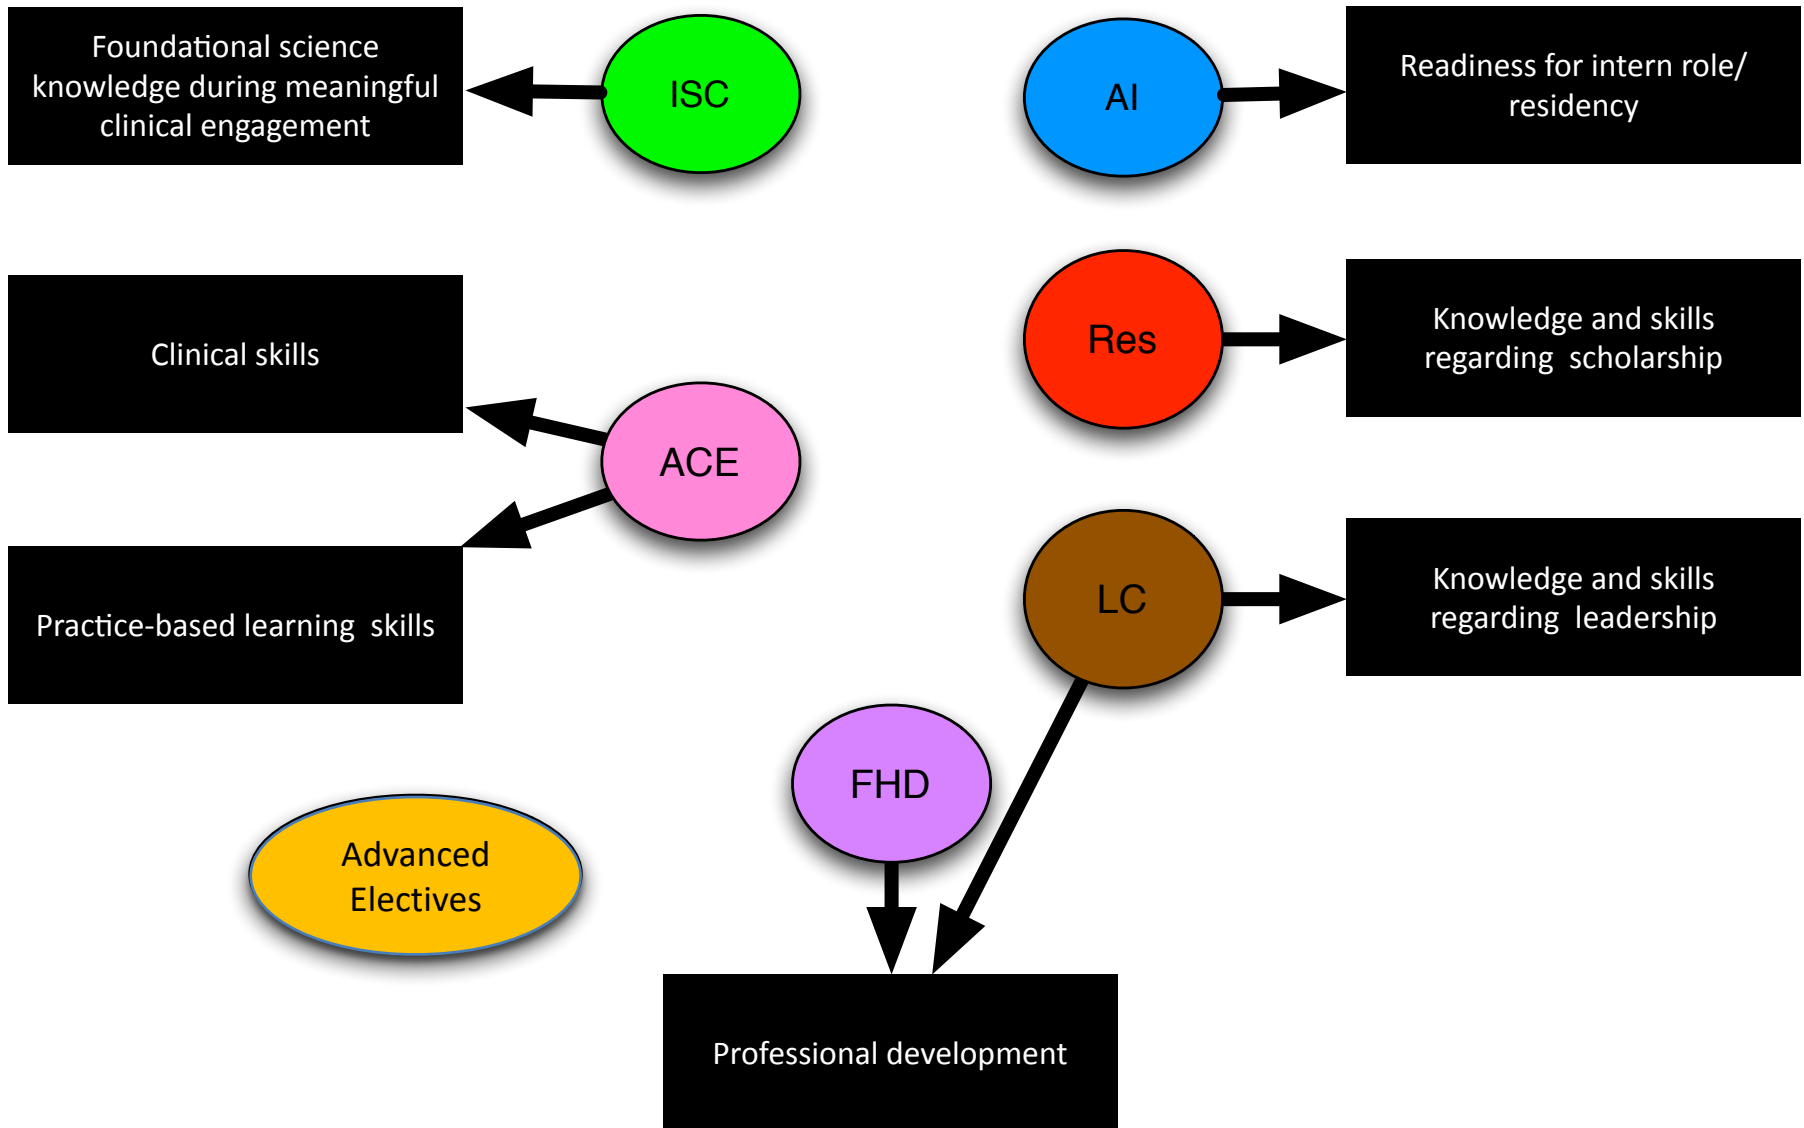 Foundational science
knowledge during meaningful
clinical engagement
ISC
AI
Readiness for intern role/
residency
Clinical skills
Res
Knowledge and skills
regarding  scholarship
ACE
Practice-based learning  skills
LC
Knowledge and skills
regarding  leadership
FHD
Advanced
Electives
Professional development